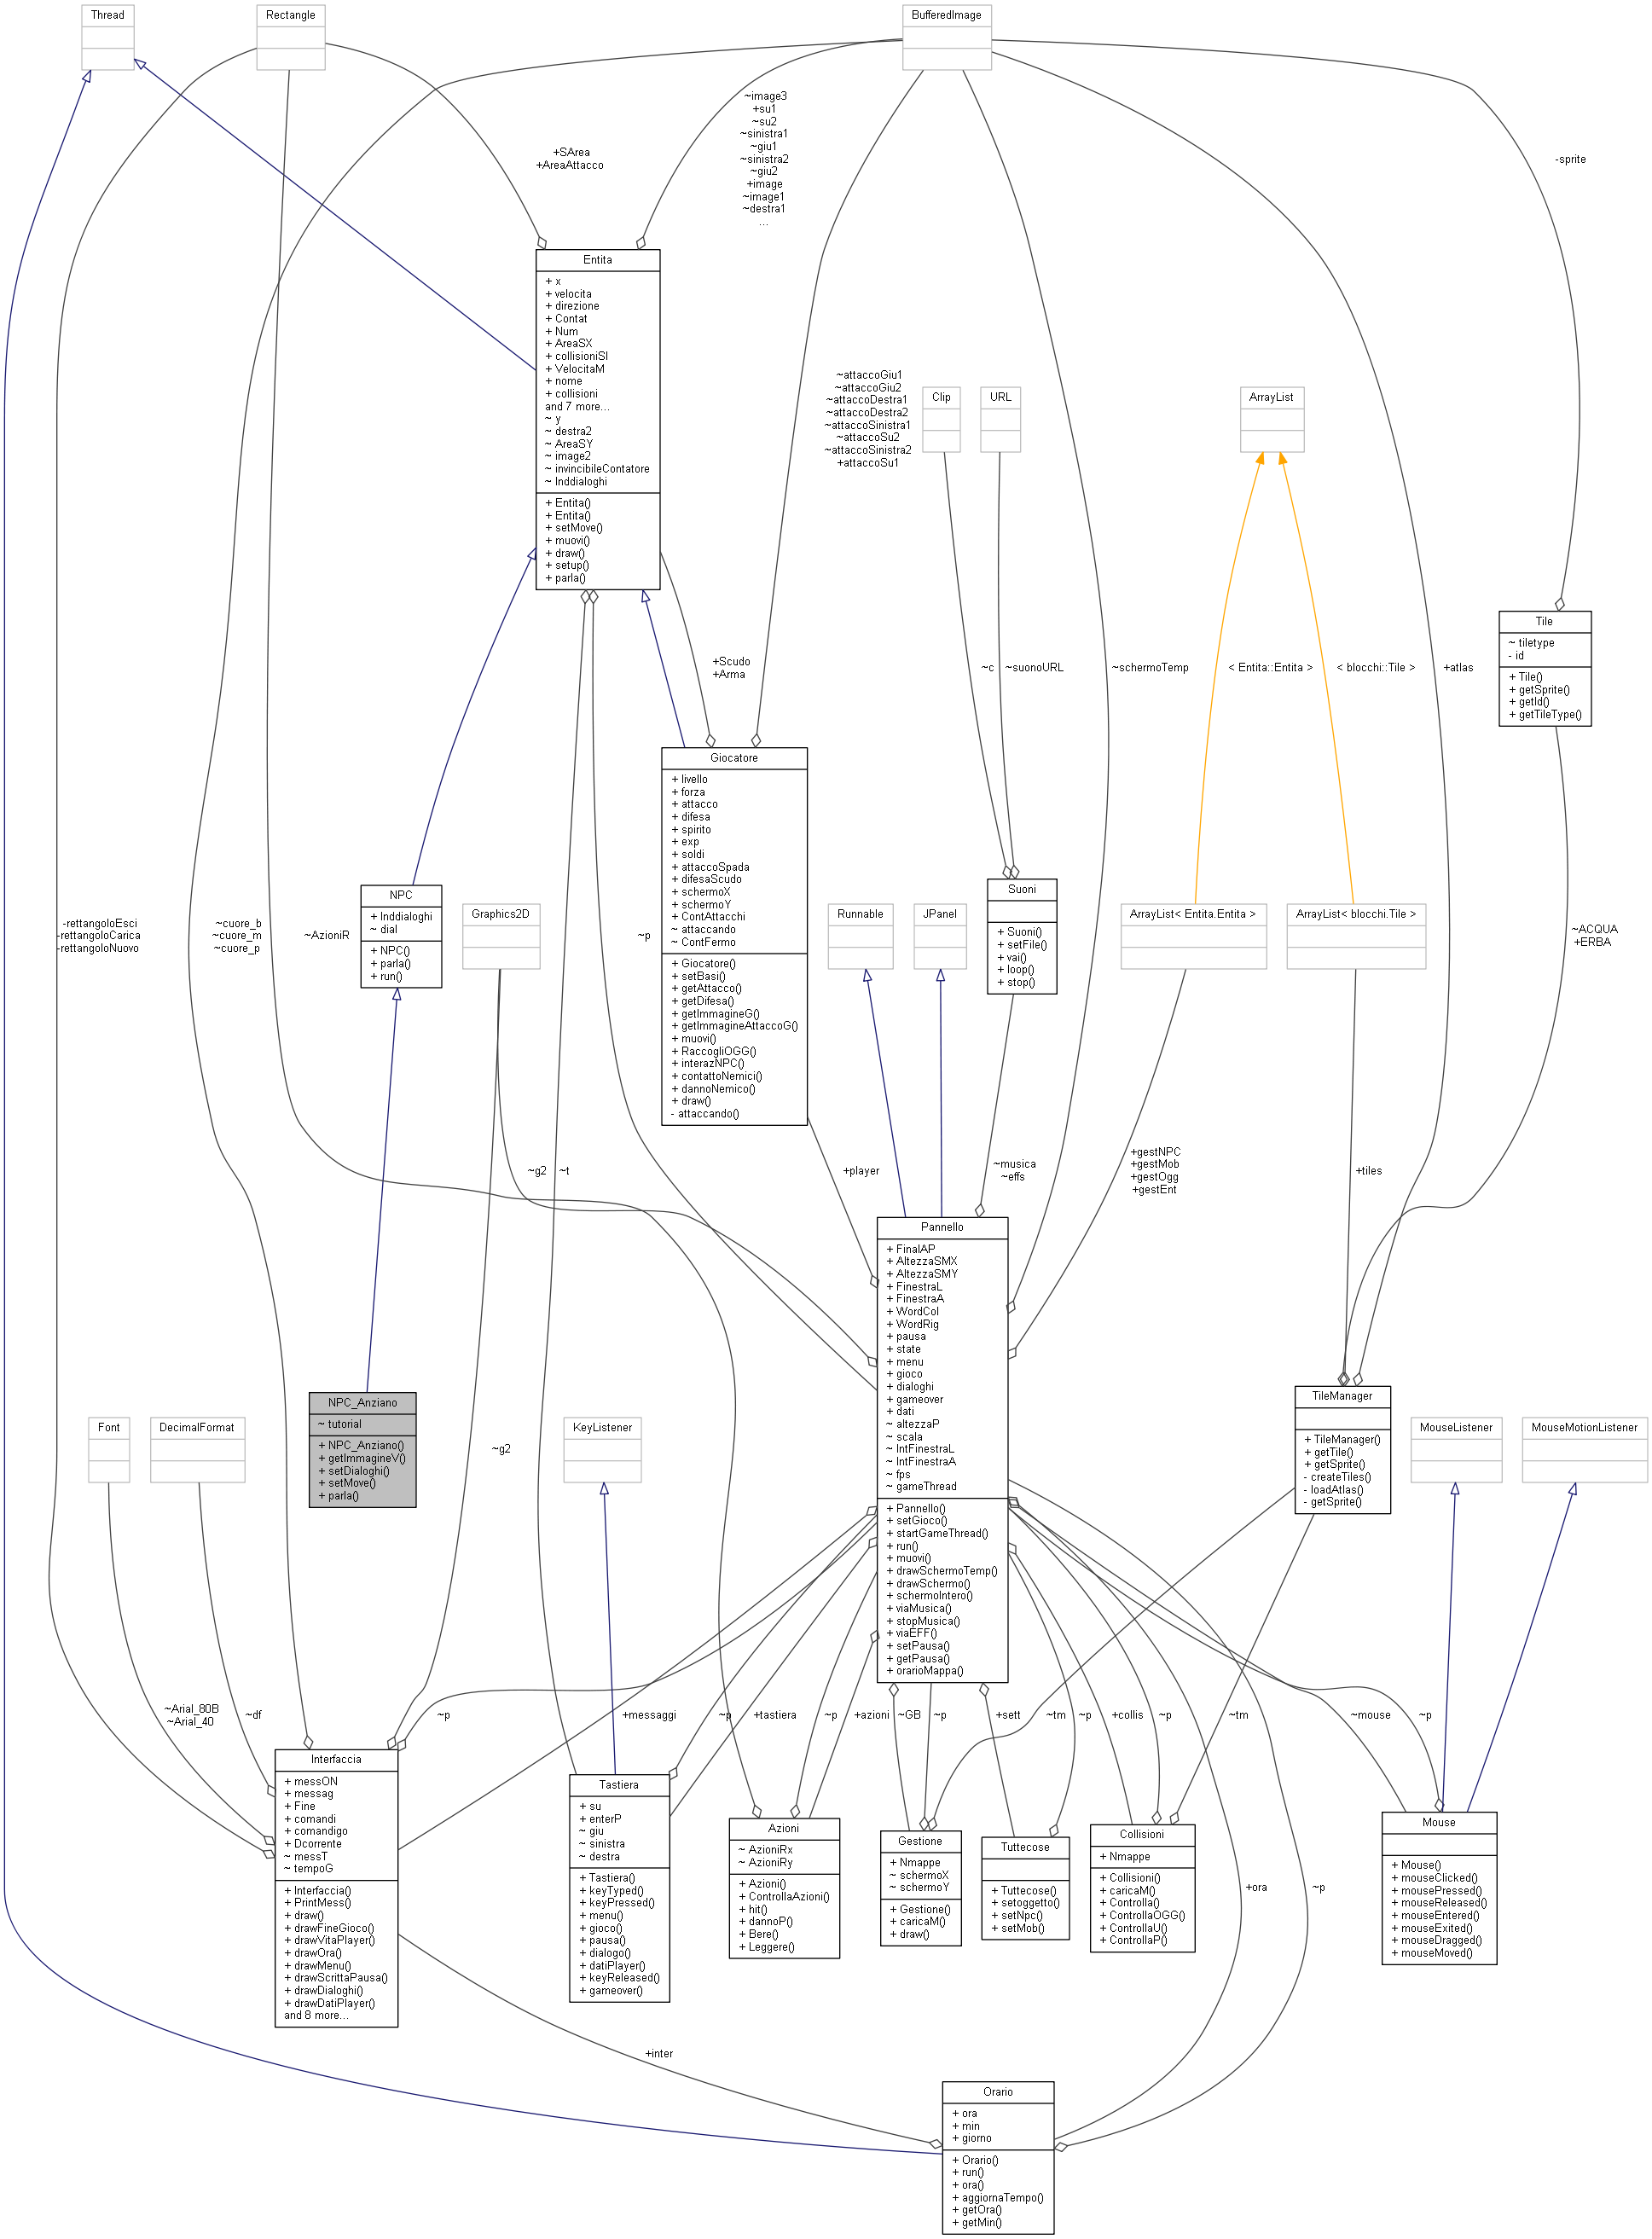 Thread
Rectangle
BufferedImage
~image3
+su1
~su2
~sinistra1
~giu1
~sinistra2
~giu2
+image
~image1
~destra1
...
+SArea
+AreaAttacco
-sprite
Entita
+ x
+ velocita
+ direzione
+ Contat
+ Num
+ AreaSX
+ collisioniSI
+ VelocitaM
+ nome
+ collisioni
and 7 more...
~ y
~ destra2
~ AreaSY
~ image2
~ invincibileContatore
~ Inddialoghi
+ Entita()
+ Entita()
+ setMove()
+ muovi()
+ draw()
+ setup()
+ parla()
~attaccoGiu1
~attaccoGiu2
~attaccoDestra1
~attaccoDestra2
~attaccoSinistra1
~attaccoSu2
~attaccoSinistra2
+attaccoSu1
Clip
URL
ArrayList
Tile
~ tiletype
- id
+ Tile()
+ getSprite()
+ getId()
+ getTileType()
+Scudo
+Arma
~c
~suonoURL
~schermoTemp
< Entita::Entita >
< blocchi::Tile >
+atlas
Giocatore
+ livello
+ forza
+ attacco
+ difesa
+ spirito
+ exp
+ soldi
+ attaccoSpada
+ difesaScudo
+ schermoX
+ schermoY
+ ContAttacchi
~ attaccando
~ ContFermo
+ Giocatore()
+ setBasi()
+ getAttacco()
+ getDifesa()
+ getImmagineG()
+ getImmagineAttaccoG()
+ muovi()
+ RaccogliOGG()
+ interazNPC()
+ contattoNemici()
+ dannoNemico()
+ draw()
- attaccando()
NPC
+ Inddialoghi
~ dial
+ NPC()
+ parla()
+ run()
Graphics2D
Runnable
JPanel
Suoni
+ Suoni()
+ setFile()
+ vai()
+ loop()
+ stop()
ArrayList< Entita.Entita >
ArrayList< blocchi.Tile >
-rettangoloEsci
-rettangoloCarica
-rettangoloNuovo
~cuore_b
~cuore_m
~cuore_p
~AzioniR
~p
~ACQUA
+ERBA
~g2
~t
+player
~musica
~effs
+gestNPC
+gestMob
+gestOgg
+gestEnt
+tiles
Pannello
+ FinalAP
+ AltezzaSMX
+ AltezzaSMY
+ FinestraL
+ FinestraA
+ WordCol
+ WordRig
+ pausa
+ state
+ menu
+ gioco
+ dialoghi
+ gameover
+ dati
~ altezzaP
~ scala
~ IntFinestraL
~ IntFinestraA
~ fps
~ gameThread
+ Pannello()
+ setGioco()
+ startGameThread()
+ run()
+ muovi()
+ drawSchermoTemp()
+ drawSchermo()
+ schermoIntero()
+ viaMusica()
+ stopMusica()
+ viaEFF()
+ setPausa()
+ getPausa()
+ orarioMappa()
NPC_Anziano
~ tutorial
+ NPC_Anziano()
+ getImmagineV()
+ setDialoghi()
+ setMove()
+ parla()
Font
DecimalFormat
~g2
KeyListener
TileManager
+ TileManager()
+ getTile()
+ getSprite()
- createTiles()
- loadAtlas()
- getSprite()
MouseListener
MouseMotionListener
~Arial_80B
~Arial_40
~df
~p
+messaggi
~p
+tastiera
~p
+azioni
~GB
~p
+sett
~tm
~p
+collis
~p
~tm
~mouse
~p
Interfaccia
+ messON
+ messag
+ Fine
+ comandi
+ comandigo
+ Dcorrente
~ messT
~ tempoG
+ Interfaccia()
+ PrintMess()
+ draw()
+ drawFineGioco()
+ drawVitaPlayer()
+ drawOra()
+ drawMenu()
+ drawScrittaPausa()
+ drawDialoghi()
+ drawDatiPlayer()
and 8 more...
Tastiera
+ su
+ enterP
~ giu
~ sinistra
~ destra
+ Tastiera()
+ keyTyped()
+ keyPressed()
+ menu()
+ gioco()
+ pausa()
+ dialogo()
+ datiPlayer()
+ keyReleased()
+ gameover()
Azioni
~ AzioniRx
~ AzioniRy
+ Azioni()
+ ControllaAzioni()
+ hit()
+ dannoP()
+ Bere()
+ Leggere()
Gestione
+ Nmappe
~ schermoX
~ schermoY
+ Gestione()
+ caricaM()
+ draw()
Tuttecose
+ Tuttecose()
+ setoggetto()
+ setNpc()
+ setMob()
Collisioni
+ Nmappe
+ Collisioni()
+ caricaM()
+ Controlla()
+ ControllaOGG()
+ ControllaU()
+ ControllaP()
Mouse
+ Mouse()
+ mouseClicked()
+ mousePressed()
+ mouseReleased()
+ mouseEntered()
+ mouseExited()
+ mouseDragged()
+ mouseMoved()
+ora
~p
+inter
Orario
+ ora
+ min
+ giorno
+ Orario()
+ run()
+ ora()
+ aggiornaTempo()
+ getOra()
+ getMin()